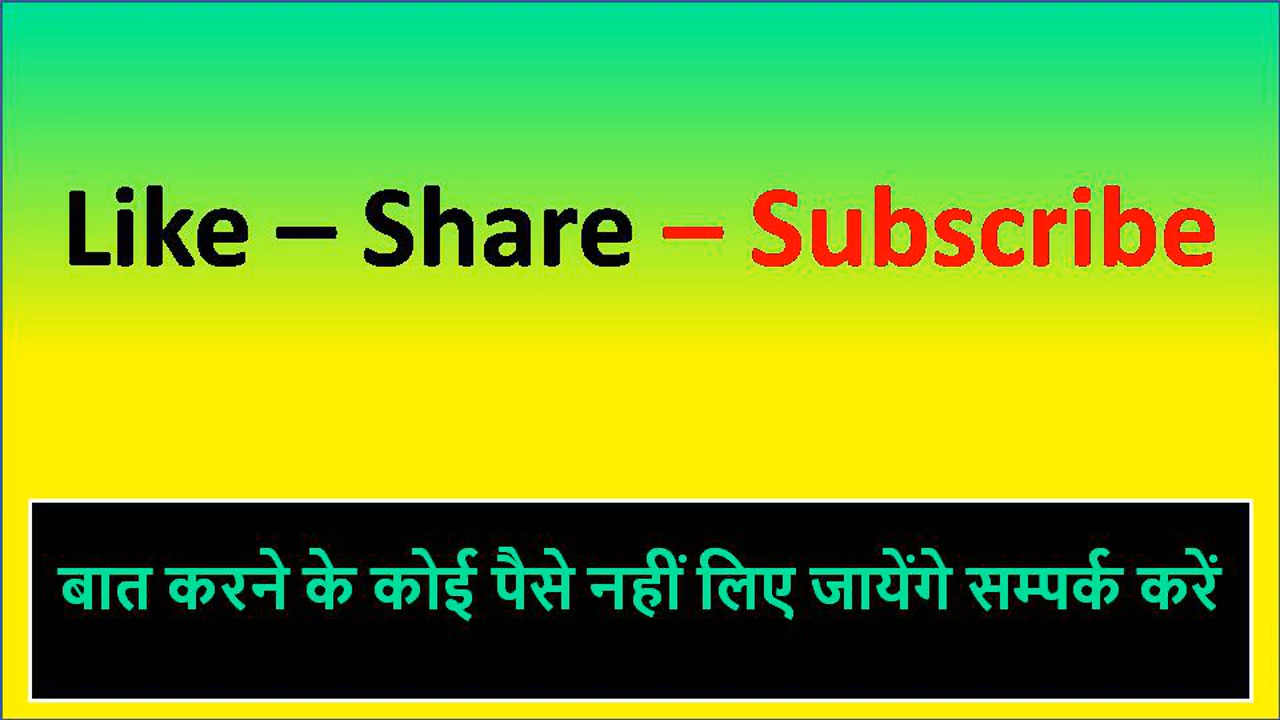 Like – Share – Subscribe
बात करने के कोई पैसे नहीं लिए जायेंगे सम्पर्क करें